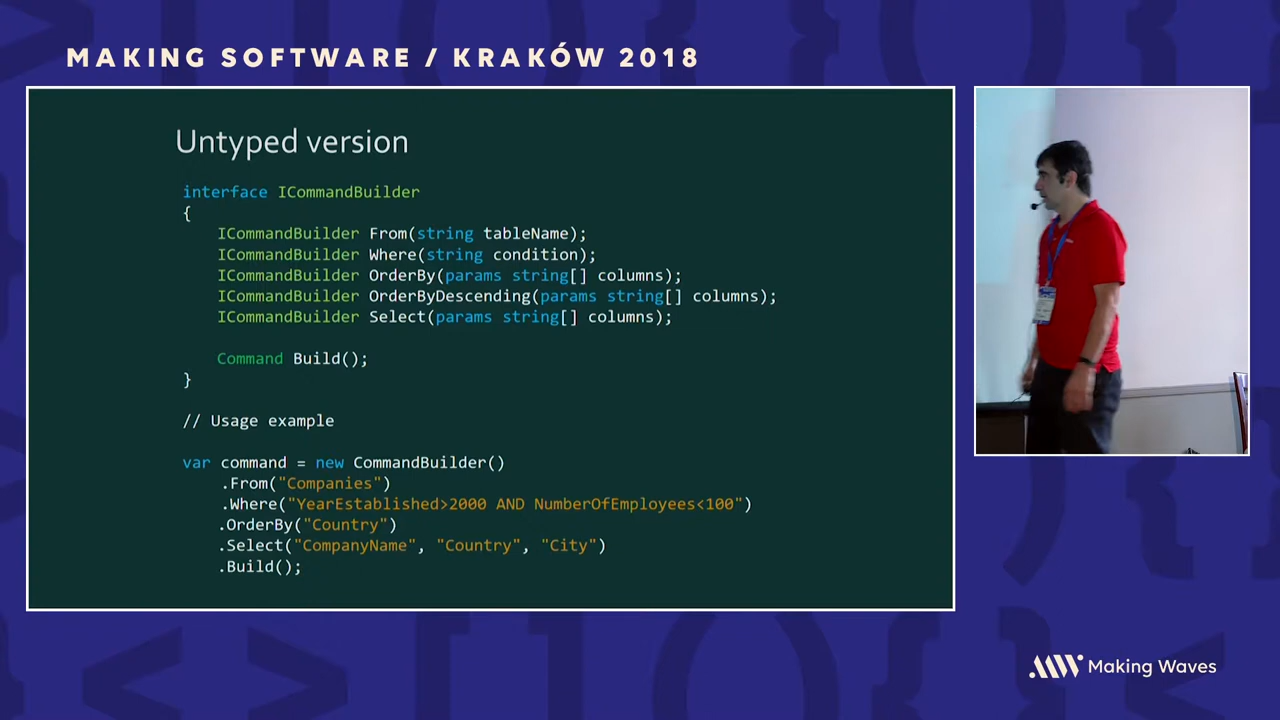 MAKING SOFTWARE / KRAKÓW 2018
Untyped version
interface ICommandBuilder
{
ICommandBuilder From(string tableName);
ICommandBuilder Where(string condition);
ICommandBuilder OrderBy(params string[] columns);
ICommandBuilder OrderByDescending(params string[] columns);
ICommandBuilder Select(params string[] columns);
Command Build();
}
// Usage example
var command = new CommandBuilder()
.From("Companies")
.Where("YearEstablished>2000 AND NumberOfEmployees<100")
.OrderBy("Country")
.Select("CompanyName", "Country", "City")
.Build();
Making Waves